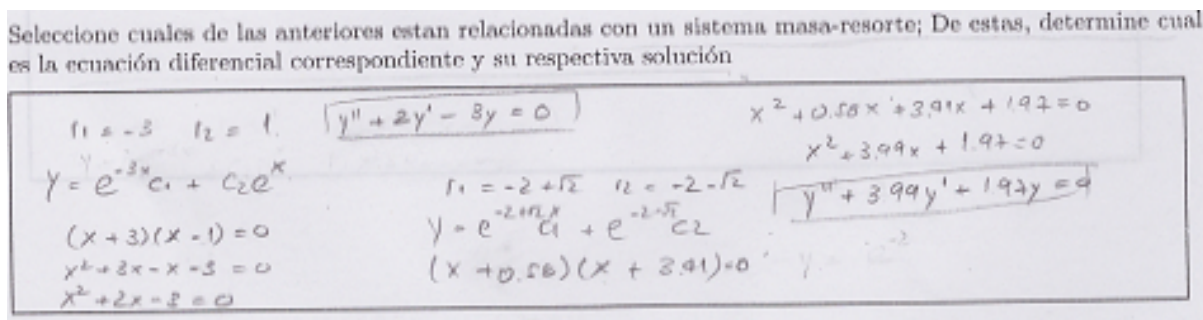 Seleccione cuales de las anteriores estan relacionadas con un sistema masa-resorte; De estas, determine cual
es la ecuación diferencial correspondiente y su respectiva solución
r₁ = -3 r₂ = 1. y'' + 2y' - 3y = 0
y = e^{-3x}c₁ + c₂e^{x}
(x + 3)(x - 1) = 0
x² + 3x - x - 3 = 0
x² + 2x - 3 = 0
r₁ = -2 + √2 r₂ = -2 - √2
y = e^{-2+√2 x}c₁ + e^{-2-√2}c₂
(x + 0.58)(x + 3.41) = 0
x² + 0.58x + 3.41x + 1.97 = 0
x² + 3.99x + 1.97 = 0
y'' + 3.99y' + 1.97y = 0